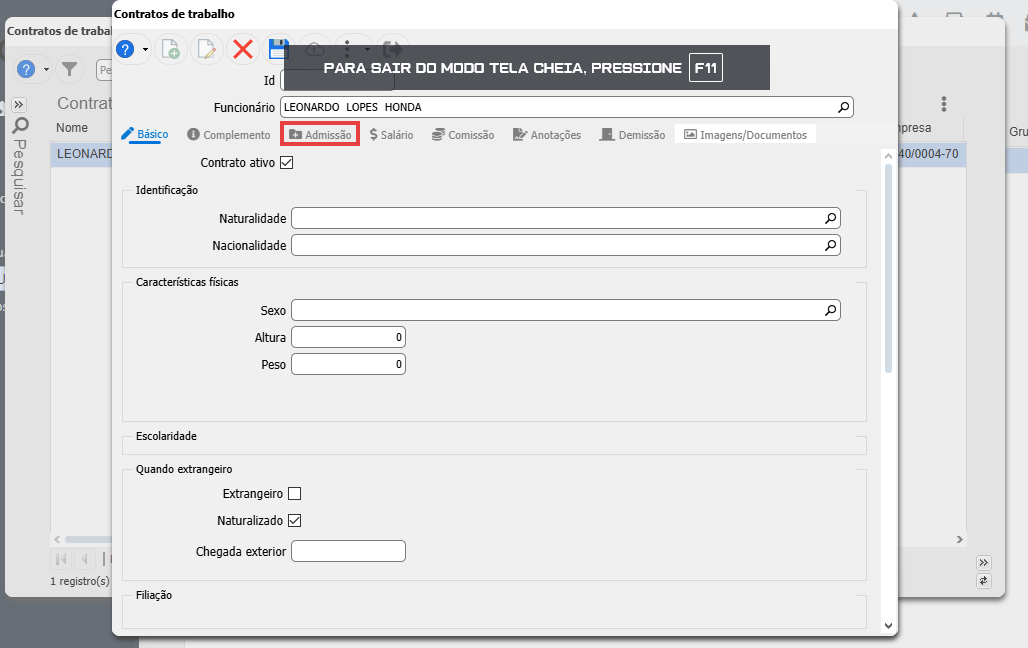 Contratos de trabalho
Contratos de traba
?
?
PARA SAIR DO MODO TELA CHEIA, PRESSIONE F11
Id
Pe
Funcionário LEONARDO LOPES HONDA
Contrat
Nome
mpresa
Gru
Básico Complemento Admissão $ Salário Comissão Anotações Demissão Imagens/Documentos
LEONARD
40/0004-70
Pesquisar
Contrato ativo
Identificação
Naturalidade
Nacionalidade
Características físicas
Sexo
Altura 0
Peso 0
Escolaridade
Quando extrangeiro
Extrangeiro
Naturalizado
Chegada exterior
1 registro(s)
Filiação